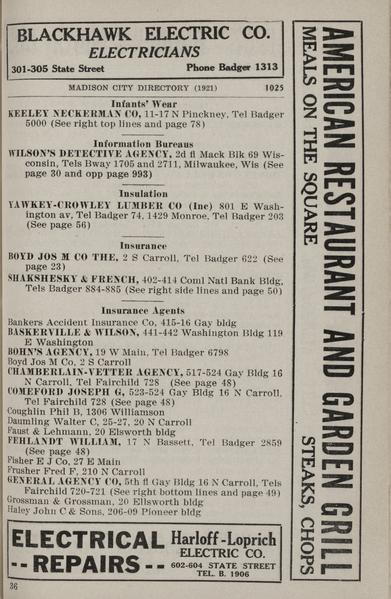 BLACKHAWK ELECTRIC CO.
ELECTRICIANS
301-305 State Street Phone Badger 1313
MADISON CITY DIRECTORY (1921) 1025
Infants' Wear
KEELEY NECKERMAN CO, 11-17 N Pinckney, Tel Badger
5000 (See right top lines and page 78)
Information Bureaus
WILSON'S DETECTIVE AGENCY, 2d fl Mack Blk 69 Wis-
consin, Tels Bway 1705 and 2711, Milwaukee, Wis (See
page 30 and opp page 993)
Insulation
YAWKEY-CROWLEY LUMBER CO (Inc) 801 E Wash-
ington av, Tel Badger 74, 1429 Monroe, Tel Badger 203
(See page 56)
Insurance
BOYD JOS M CO THE, 2 S Carroll, Tel Badger 622 (See
page 23)
SHAKSHESKY & FRENCH, 402-414 Coml Natl Bank Bldg,
Tels Badger 884-885 (See right side lines and page 50)
Insurance Agents
Bankers Accident Insurance Co, 415-16 Gay bldg
BASKERVILLE & WILSON, 441-442 Washington Bldg 119
E Washington
BOHN'S AGENCY, 19 W Main, Tel Badger 6798
Boyd Jos M Co, 2 S Carroll
CHAMBERLAIN-VETTER AGENCY, 517-524 Gay Bldg 16
N Carroll, Tel Fairchild 728 (See page 48)
COMEFORD JOSEPH G, 523-524 Gay Bldg 16 N Carroll,
Tel Fairchild 728 (See page 48)
Coughlin Phil B, 1306 Williamson
Daumling Walter C, 25-27, 20 N Carroll
Faust & Lehmann, 20 Ellsworth bldg
FEHLANDT WILLIAM, 17 N Bassett, Tel Badger 2859
(See page 48)
Fisher E J Co, 27 E Main
Frusher Fred F, 210 N Carroll
GENERAL AGENCY CO, 5th fl Gay Bldg 16 N Carroll, Tels
Fairchild 720-721 (See right bottom lines and page 49)
Grossman & Grossman, 20 Ellsworth bldg
Haley John C & Sons, 206-09 Pioneer bldg
ELECTRICAL
-- REPAIRS --
Harloff-Loprich
ELECTRIC CO.
602-604 STATE STREET
TEL. B. 1906
36
AMERICAN RESTAURANT AND GARDEN GRILL
MEALS ON THE SQUARE STEAKS, CHOPS